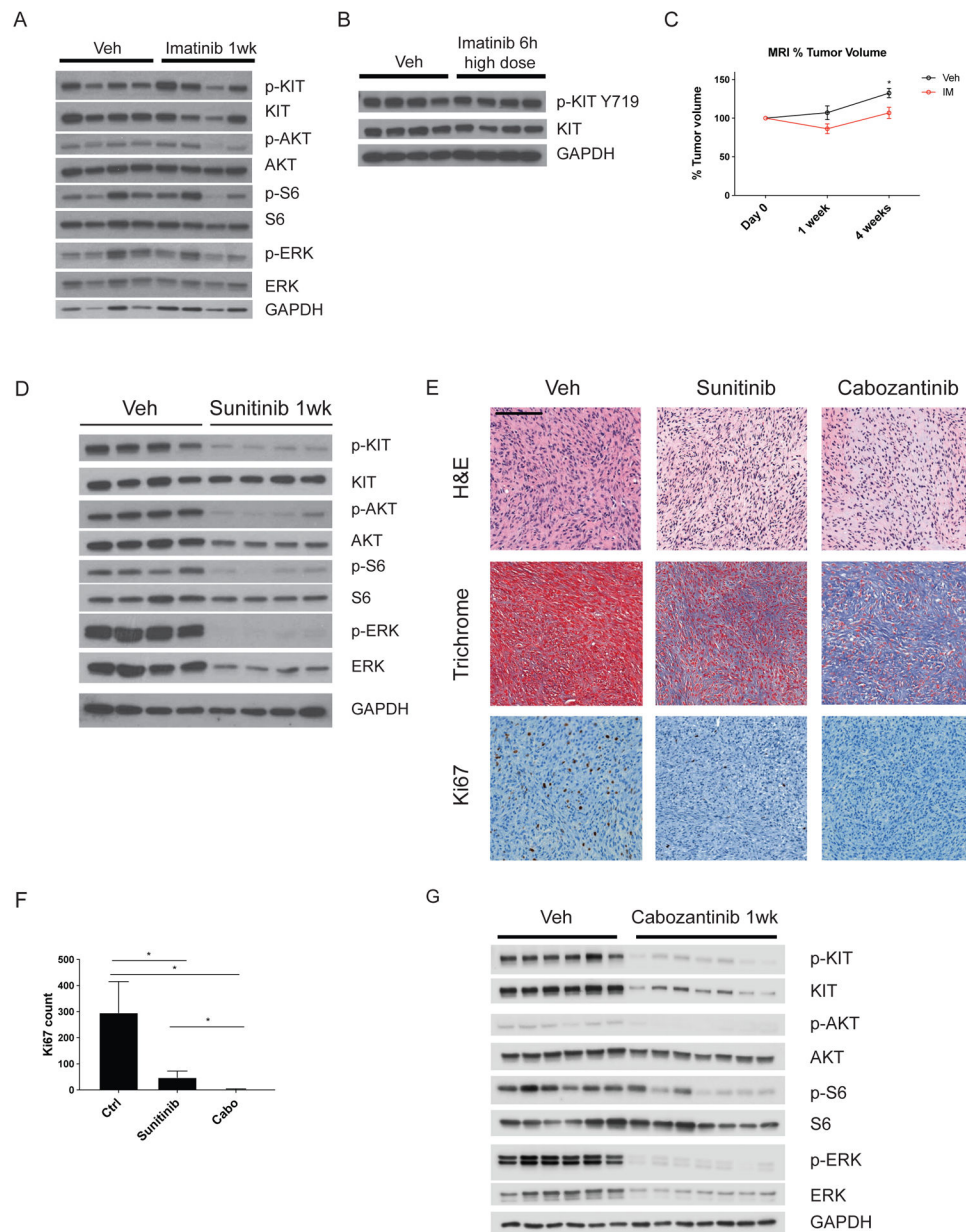 A
Veh
Imatinib 1wk
p-KIT
KIT
p-AKT
AKT
p-S6
S6
p-ERK
ERK
GAPDH
B
Veh
Imatinib 6h
high dose
p-KIT Y719
KIT
GAPDH
C
MRI % Tumor Volume
% Tumor volume
150
100
50
0
Day 0
1 week
4 weeks
*
Veh
IM
D
Veh
Sunitinib 1wk
p-KIT
KIT
p-AKT
AKT
p-S6
S6
p-ERK
ERK
GAPDH
E
Veh
Sunitinib
Cabozantinib
H&E
Trichrome
Ki67
F
Ki67 count
500
400
300
200
100
0
Ctrl
Sunitinib
Cabo
*
*
*
G
Veh
Cabozantinib 1wk
p-KIT
KIT
p-AKT
AKT
p-S6
S6
p-ERK
ERK
GAPDH